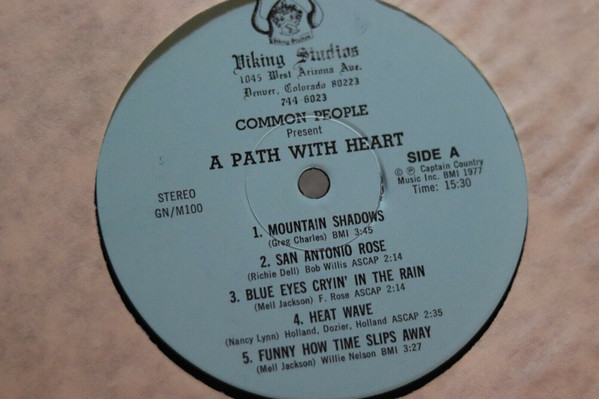 Viking Studios
Viking Studios
1045 West Arizona Ave.
Denver, Colorado 80223
744 6023
COMMON PEOPLE
Present
A PATH WITH HEART
STEREO
GN/M100
SIDE A
© ℗ Captain Country
Music Inc. BMI 1977
Time: 15:30
1. MOUNTAIN SHADOWS
(Greg Charles) BMI 3:45
2. SAN ANTONIO ROSE
(Richie Dell) Bob Willis ASCAP 2:14
3. BLUE EYES CRYIN' IN THE RAIN
(Mell Jackson) F. Rose ASCAP 2:14
4. HEAT WAVE
(Nancy Lynn) Holland, Dozier, Holland ASCAP 2:35
5. FUNNY HOW TIME SLIPS AWAY
(Mell Jackson) Willie Nelson BMI 3:27